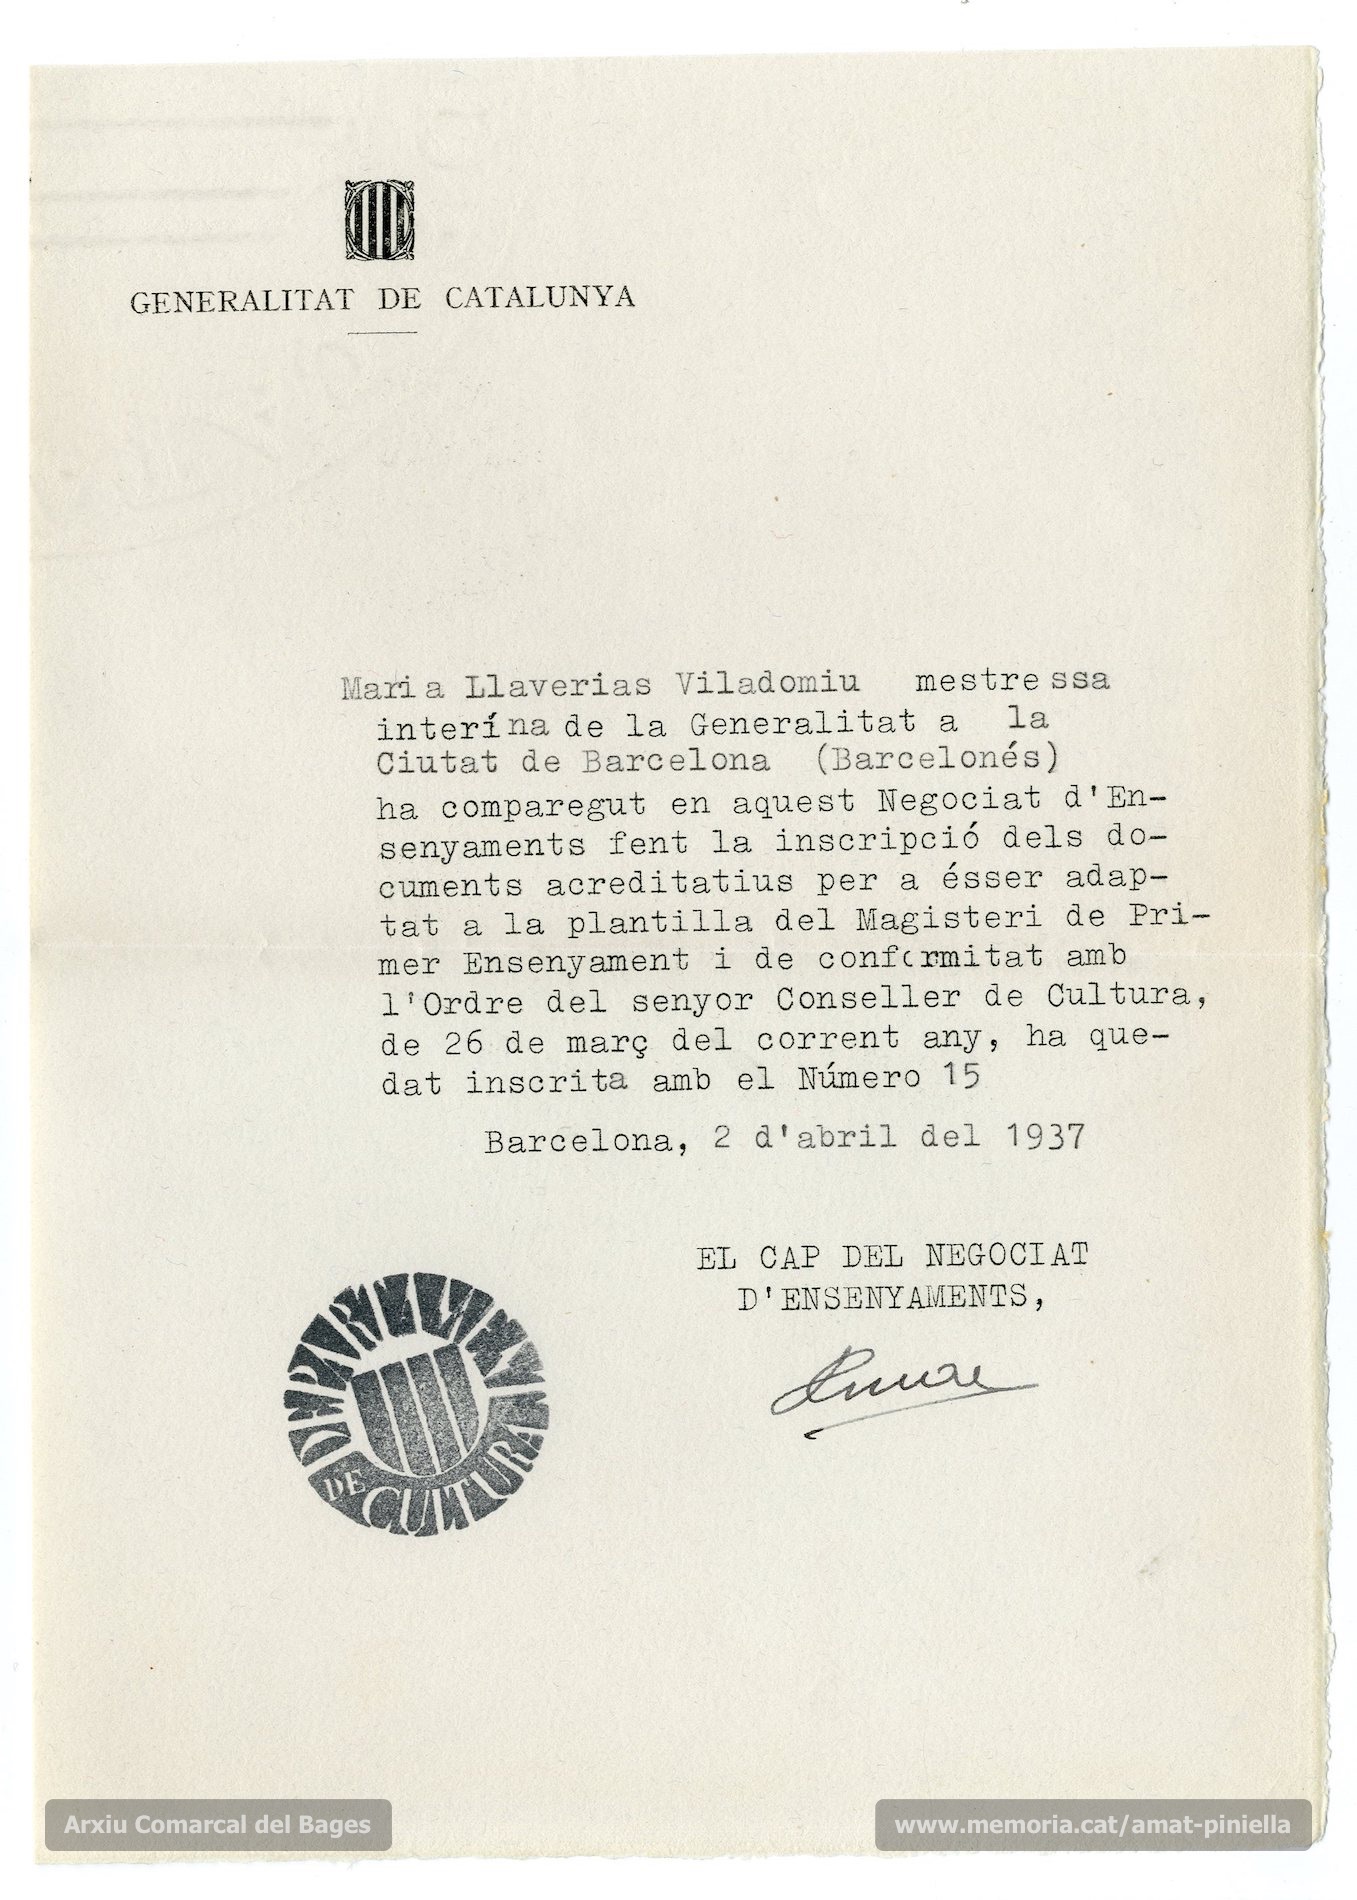 GENERALITAT DE CATALUNYA
Maria Llaverias Viladomiu mestressa
interína de la Generalitat a la
Ciutat de Barcelona (Barcelonés)
ha comparegut en aquest Negociat d'En-
senyaments fent la inscripció dels do-
cuments acreditatius per a ésser adap-
tat a la plantilla del Magisteri de Pri-
mer Ensenyament i de conformitat amb
l'Ordre del senyor Conseller de Cultura,
de 26 de març del corrent any, ha que-
dat inscrita amb el Número 15
Barcelona, 2 d'abril del 1937
EL CAP DEL NEGOCIAT
D'ENSENYAMENTS,
DEPARTAMENT
DE CULTURA
Arxiu Comarcal del Bages
www.memoria.cat/amat-piniella